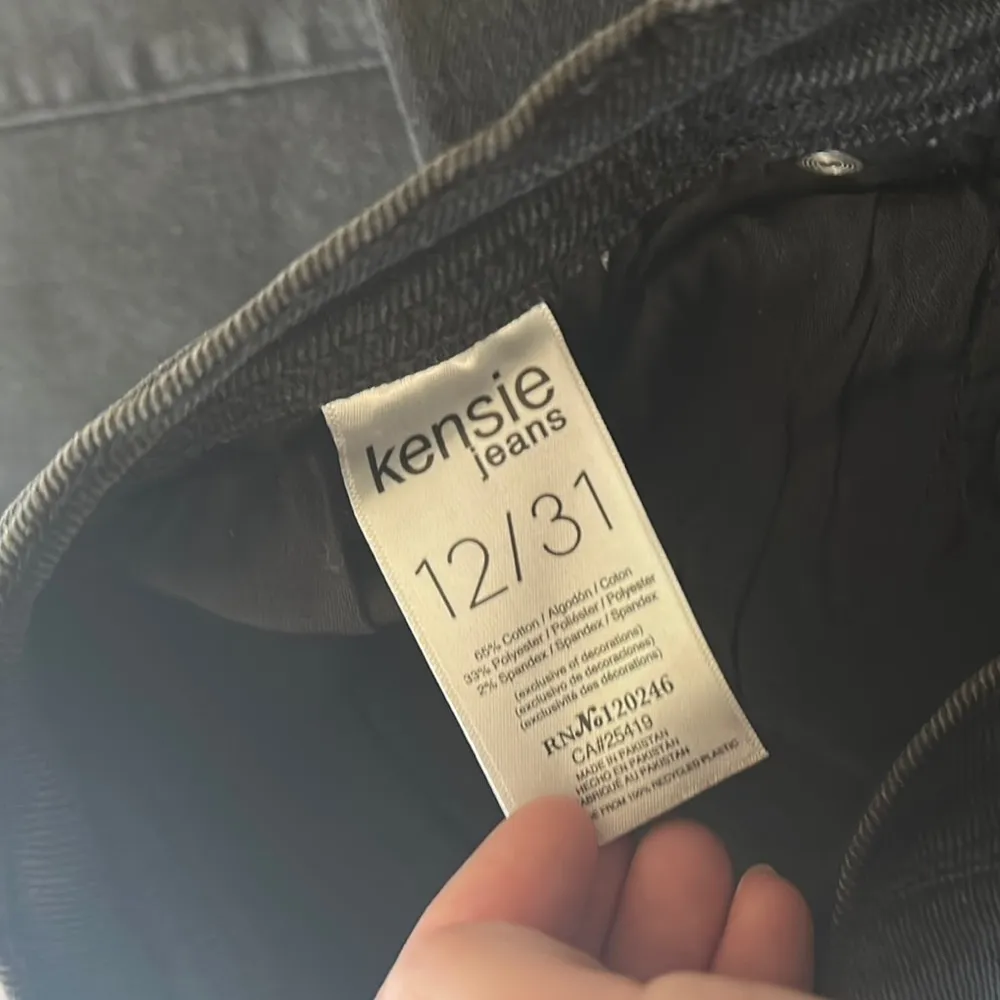 kensie
jeans
12/31
65% Cotton / Algodón / Coton
33% Polyester / Poliéster / Polyester
2% Spandex / Spandex / Spandex
(exclusive of decorations)
(exclusivo de decoraciones)
(exclusivité des décorations)
RN№120246
CA#25419
MADE IN PAKISTAN
HECHO EN PAKISTÁN
ABRIQUÉ AU PAKISTAN
FROM 100% RECYCLED PLASTIC